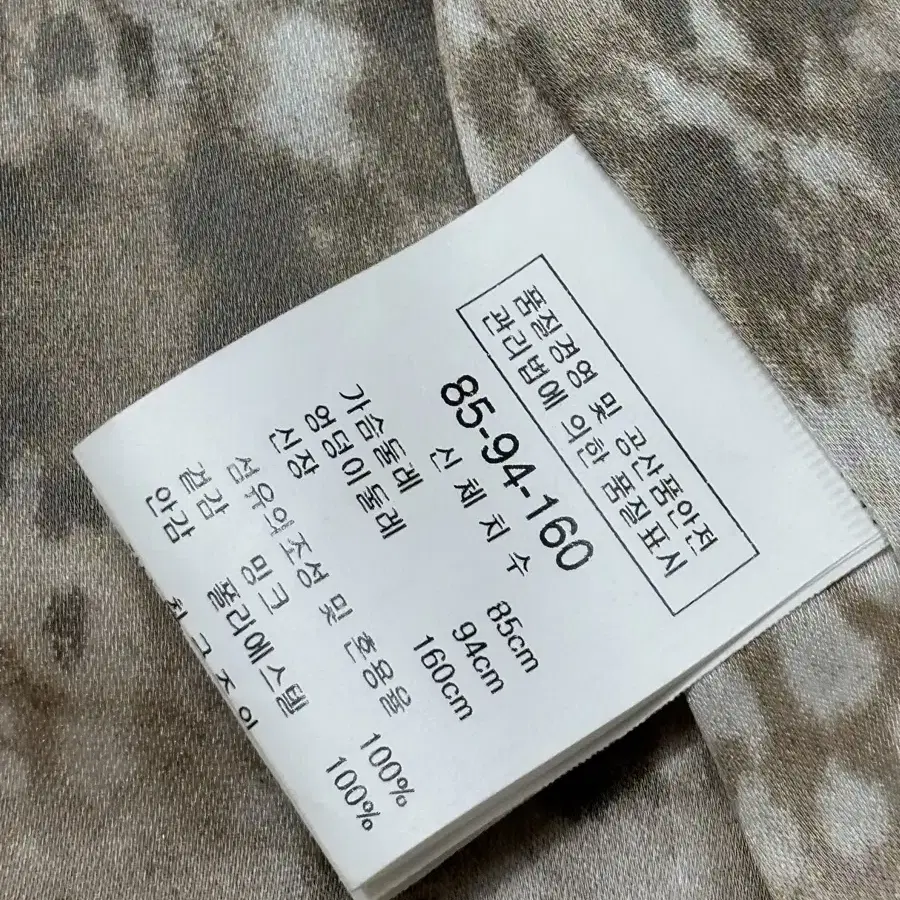 품질경영 및 공산품안전
관리법에 의한 품질표시
85-94-160
신 체 치 수
가슴둘레 85cm
엉덩이둘레 94cm
신장 160cm
섬유의조성 및 혼용율
겉감 밍크 100%
안감 폴리에스텔 100%